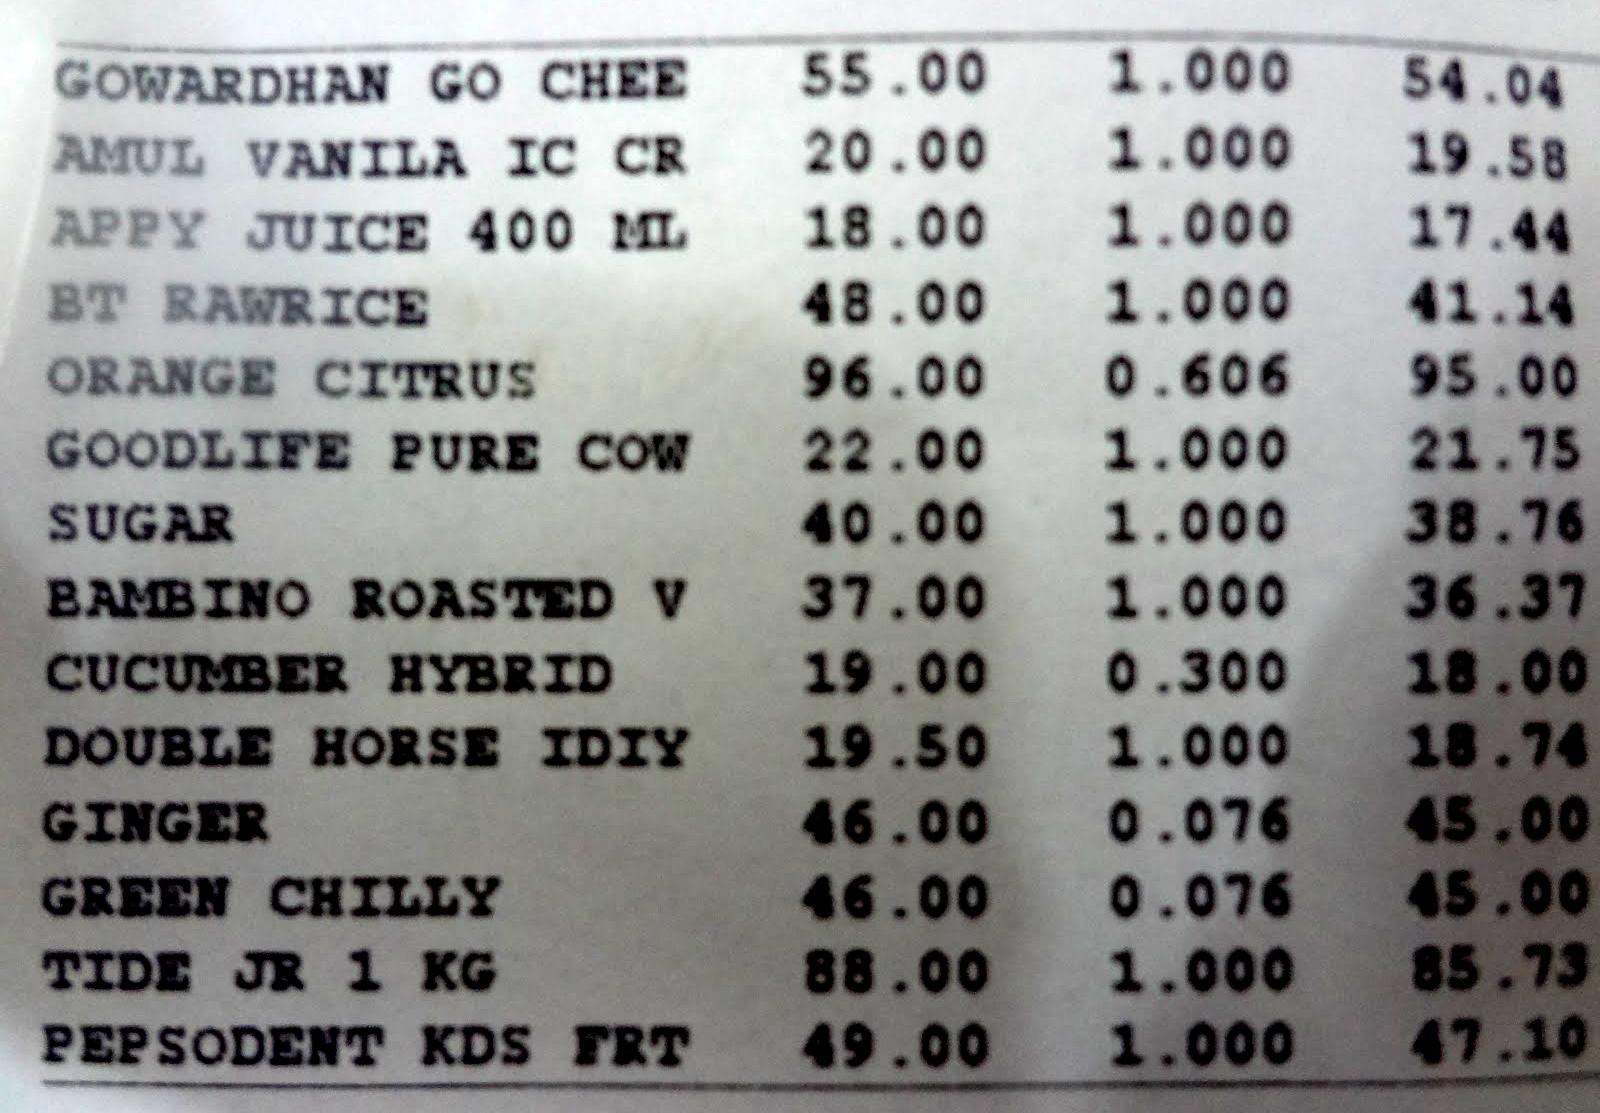 GOWARDHAN GO CHEE 55.00 1.000 54.04
AMUL VANILA IC CR 20.00 1.000 19.58
APPY JUICE 400 ML 18.00 1.000 17.44
BT RAWRICE 48.00 1.000 41.14
ORANGE CITRUS 96.00 0.606 95.00
GOODLIFE PURE COW 22.00 1.000 21.75
SUGAR 40.00 1.000 38.76
BAMBINO ROASTED V 37.00 1.000 36.37
CUCUMBER HYBRID 19.00 0.300 18.00
DOUBLE HORSE IDIY 19.50 1.000 18.74
GINGER 46.00 0.076 45.00
GREEN CHILLY 46.00 0.076 45.00
TIDE JR 1 KG 88.00 1.000 85.73
PEPSODENT KDS FRT 49.00 1.000 47.10